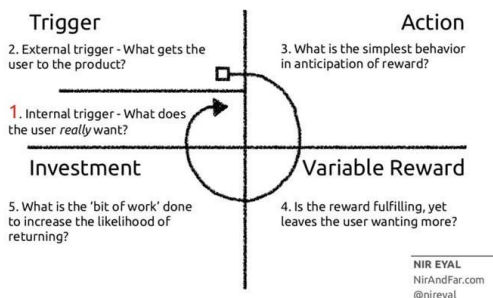 Trigger
2. External trigger - What gets the
user to the product?
1. Internal trigger - What does
the user really want?
Action
3. What is the simplest behavior
in anticipation of reward?
Investment
5. What is the ‘bit of work’ done
to increase the likelihood of
returning?
Variable Reward
4. Is the reward fulfilling, yet
leaves the user wanting more?
NIR EYAL
NirAndFar.com
@nireyal